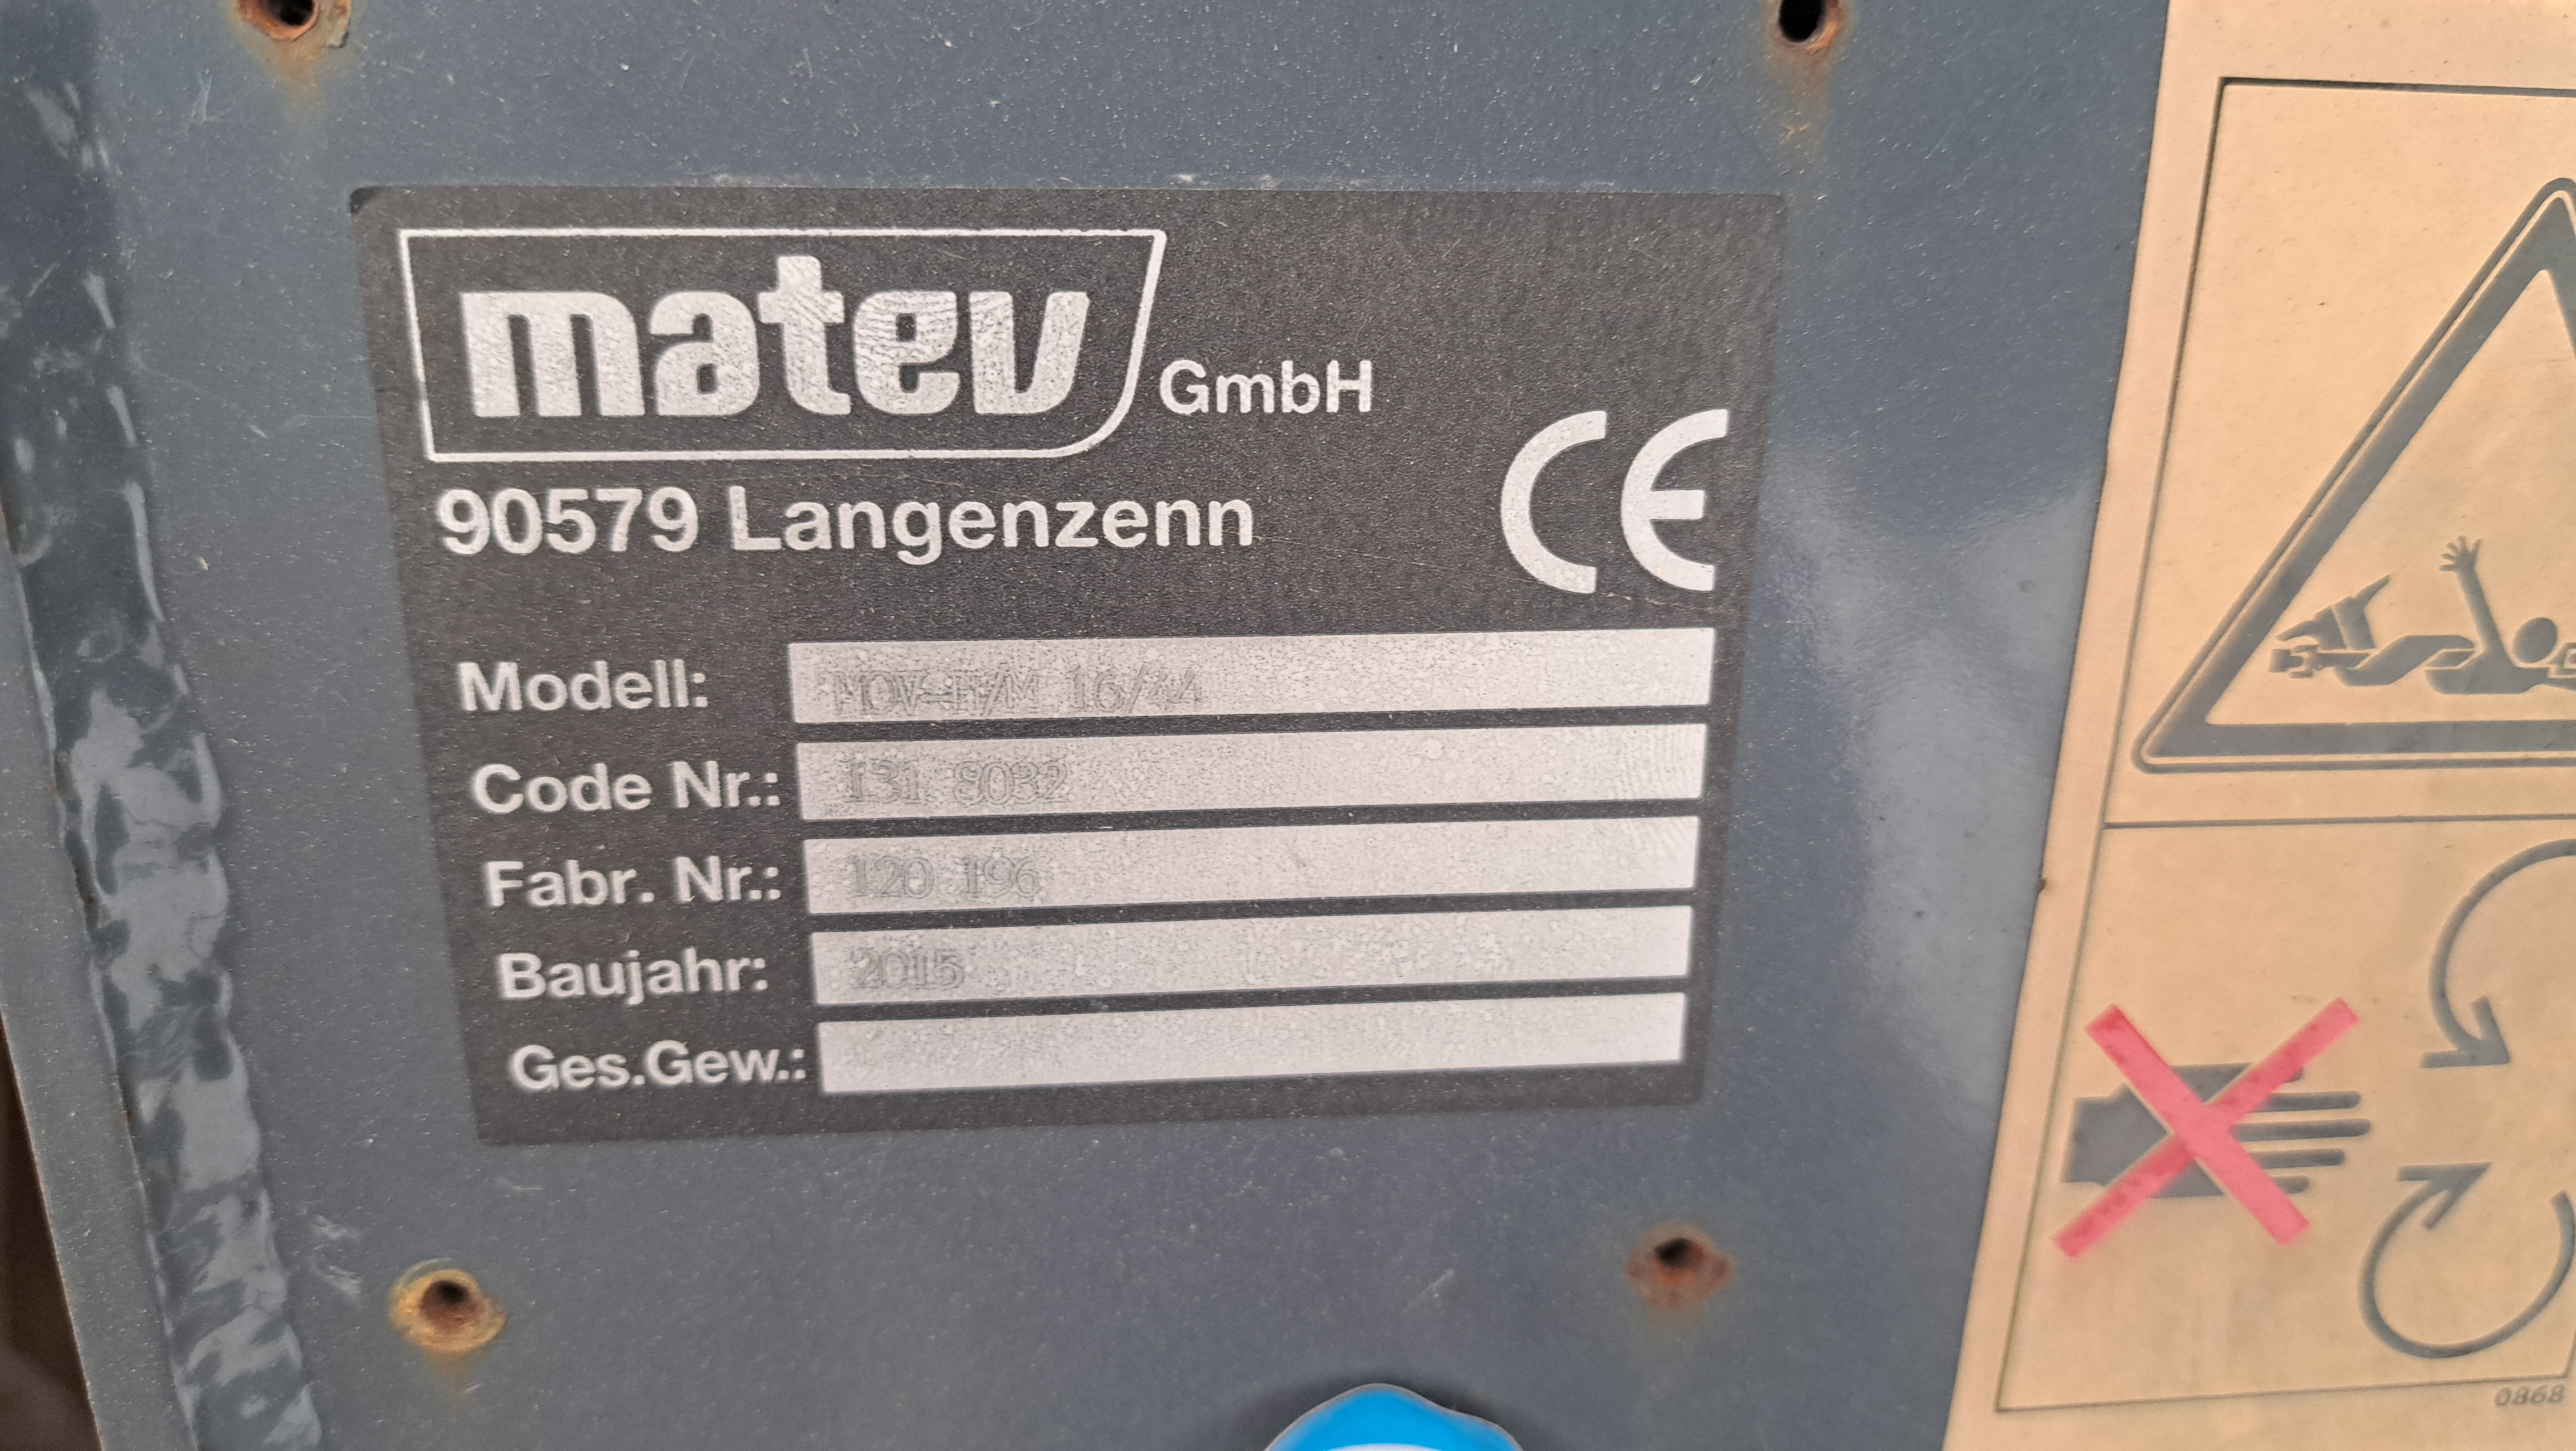 matev GmbH
90579 Langenzenn
CE
Modell: 16/44
Code Nr.: 131 8032
Fabr. Nr.: 120 196
Baujahr: 2015
Ges.Gew.:
0868